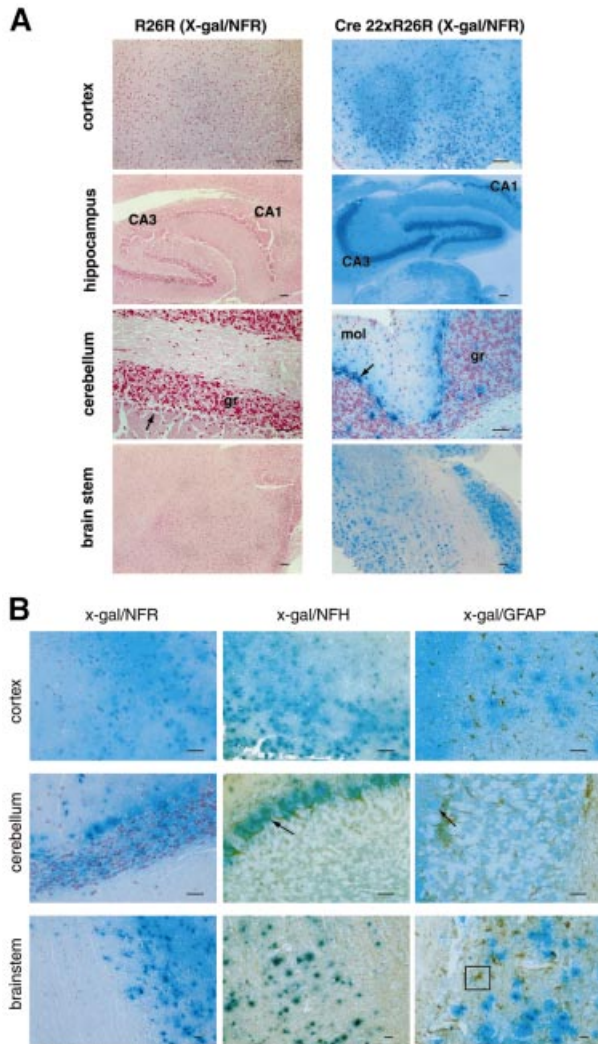 A
R26R (X-gal/NFR)
Cre 22xR26R (X-gal/NFR)
cortex
hippocampus
CA3
CA1
CA1
CA3
cerebellum
gr
mol
gr
brain stem
B
x-gal/NFR
x-gal/NFH
x-gal/GFAP
cortex
cerebellum
brainstem